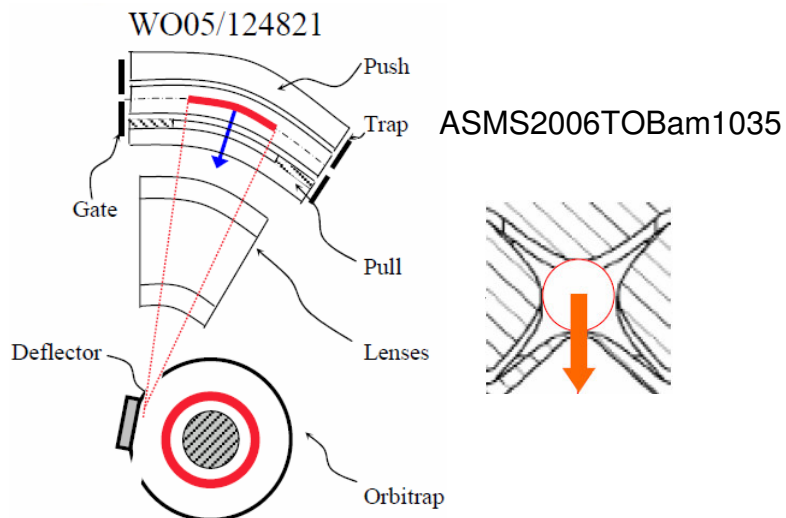 WO05/124821
Push
Trap
ASMS2006TOBam1035
Gate
Pull
Deflector
Lenses
Orbitrap